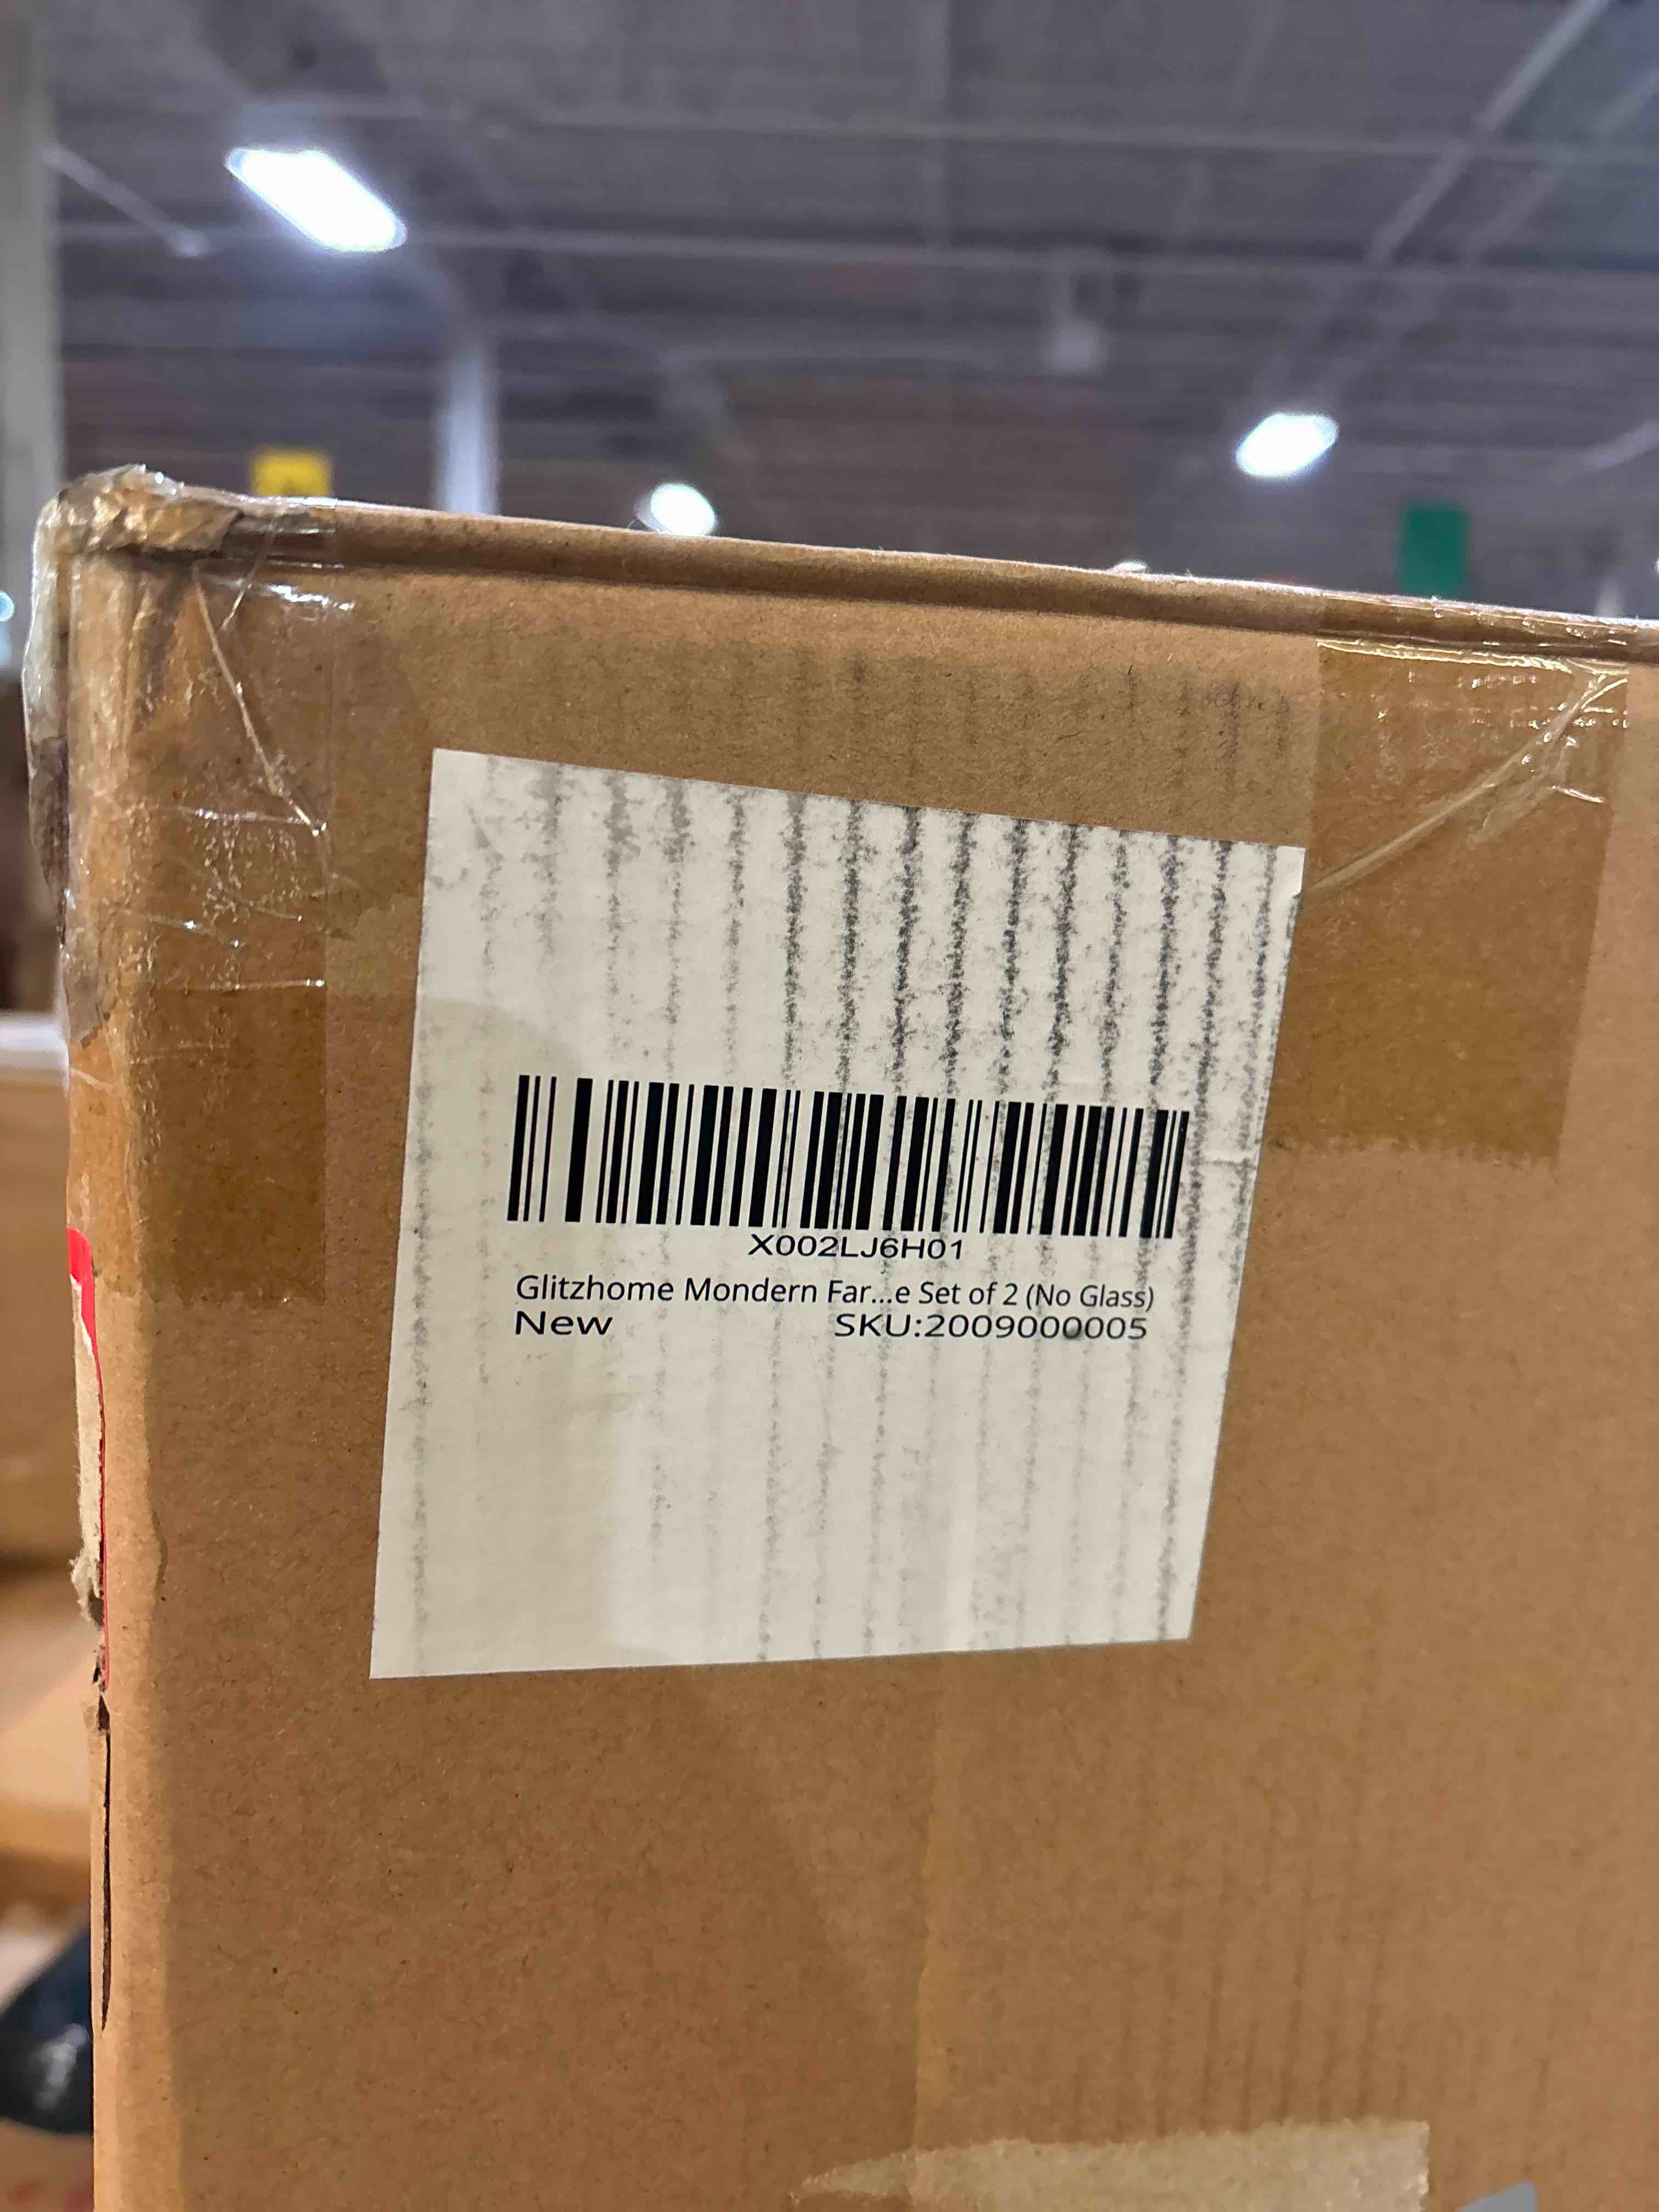 X002LJ6H01
Glitzhome Mondern Far...e Set of 2 (No Glass)
New SKU:2009000005